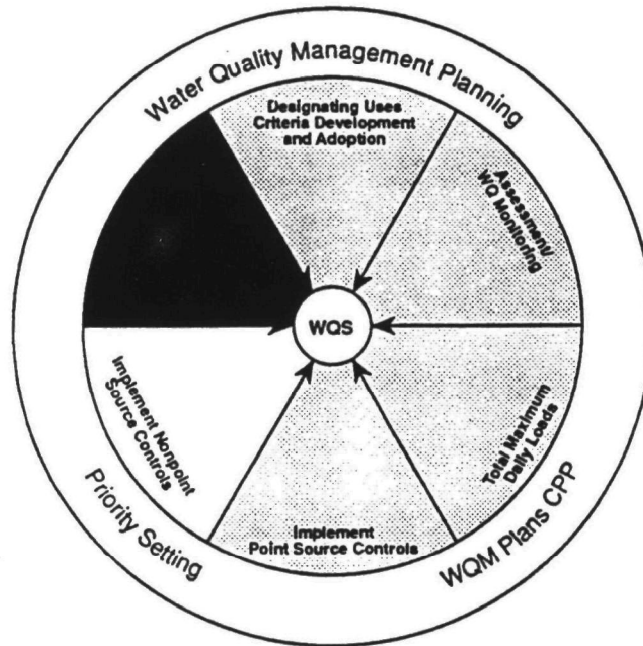 Water Quality Management Planning
Designating Uses
Criteria Development
and Adoption
Assessment/
WQ Monitoring
WQS
Total Maximum
Daily Loads
Implement
Point Source Controls
Implement Nonpoint
Source Controls
Priority Setting
WQM Plans CPP